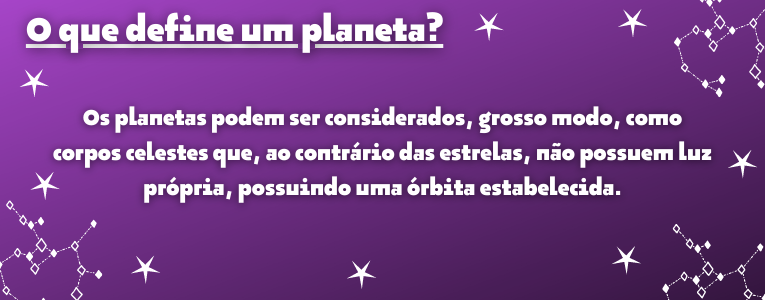 O que define um planeta?
Os planetas podem ser considerados, grosso modo, como
corpos celestes que, ao contrário das estrelas, não possuem luz
própria, possuindo uma órbita estabelecida.